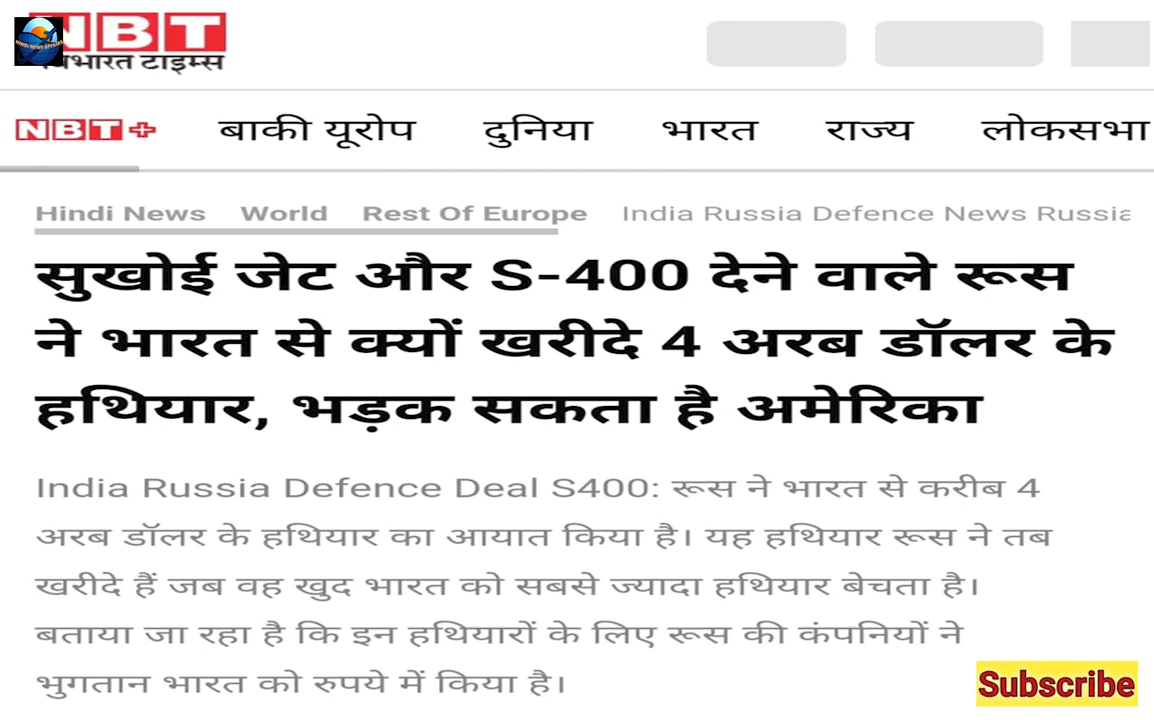 NBT
भारत टाइम्स
NBT+ बाकी यूरोप दुनिया भारत राज्य लोकसभा
Hindi News World Rest Of Europe India Russia Defence News Russia
सुखोई जेट और S-400 देने वाले रूस
ने भारत से क्यों खरीदे 4 अरब डॉलर के
हथियार, भड़क सकता है अमेरिका
India Russia Defence Deal S400: रूस ने भारत से करीब 4
अरब डॉलर के हथियार का आयात किया है। यह हथियार रूस ने तब
खरीदे हैं जब वह खुद भारत को सबसे ज्यादा हथियार बेचता है।
बताया जा रहा है कि इन हथियारों के लिए रूस की कंपनियों ने
भुगतान भारत को रुपये में किया है।
Subscribe